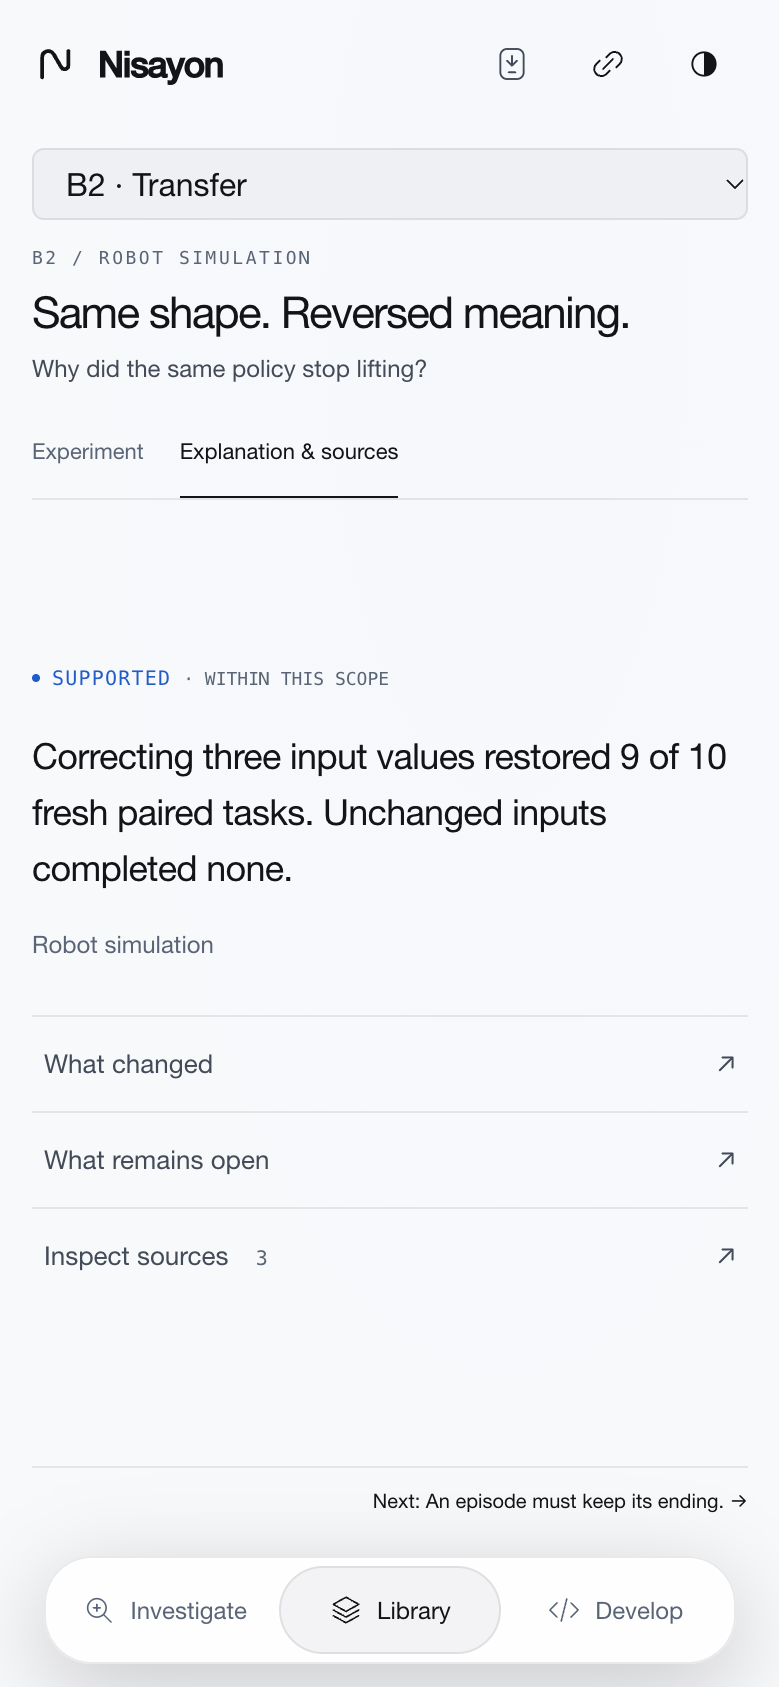 Nisayon
B2 · Transfer
B2 / ROBOT SIMULATION
Same shape. Reversed meaning.
Why did the same policy stop lifting?
Experiment
Explanation & sources
SUPPORTED · WITHIN THIS SCOPE
Correcting three input values restored 9 of 10
fresh paired tasks. Unchanged inputs
completed none.
Robot simulation
What changed
What remains open
Inspect sources 3
Next: An episode must keep its ending. →
Investigate
Library
Develop